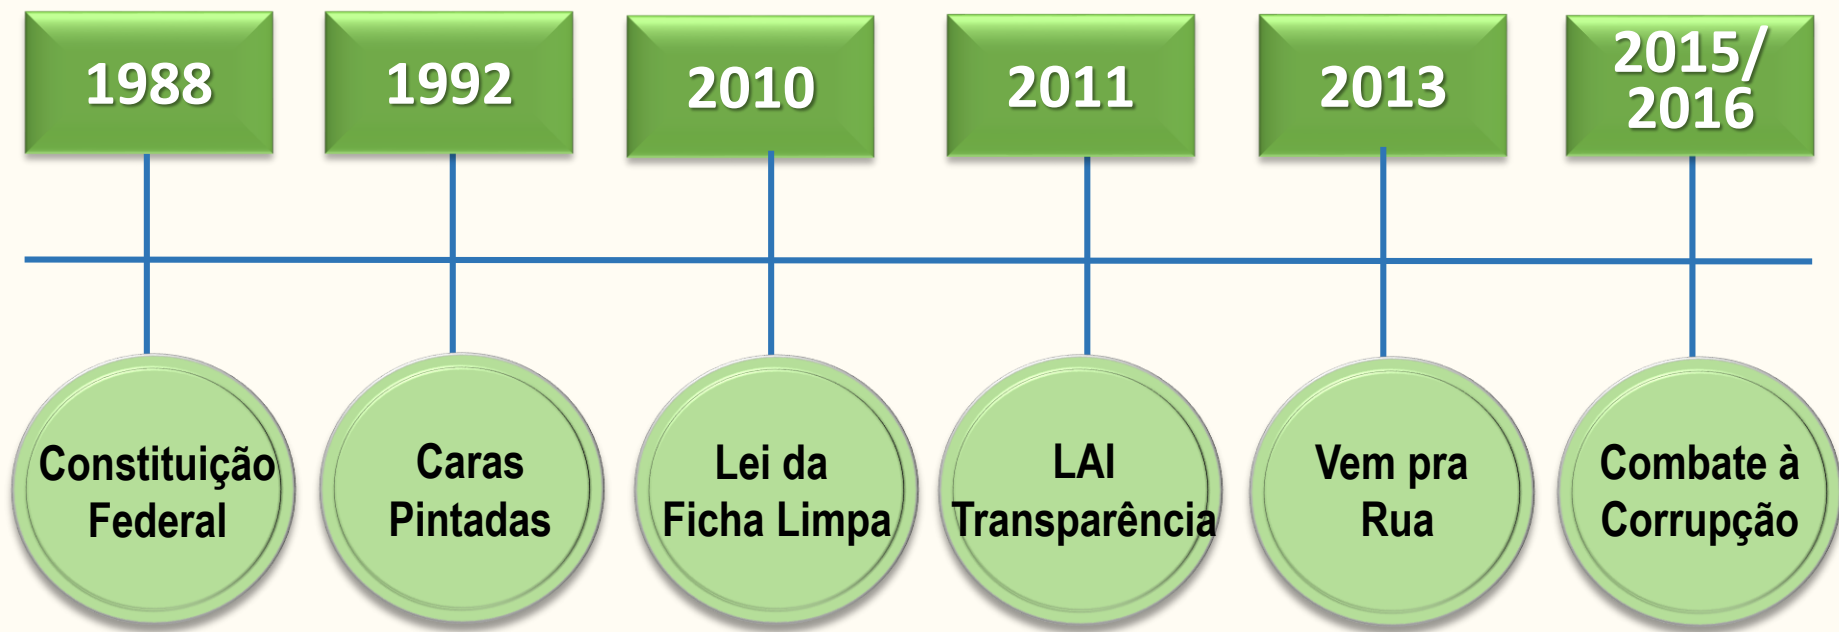 1988
1992
2010
2011
2013
2015/
2016
Constituição
Federal
Caras
Pintadas
Lei da
Ficha Limpa
LAI
Transparência
Vem pra
Rua
Combate à
Corrupção